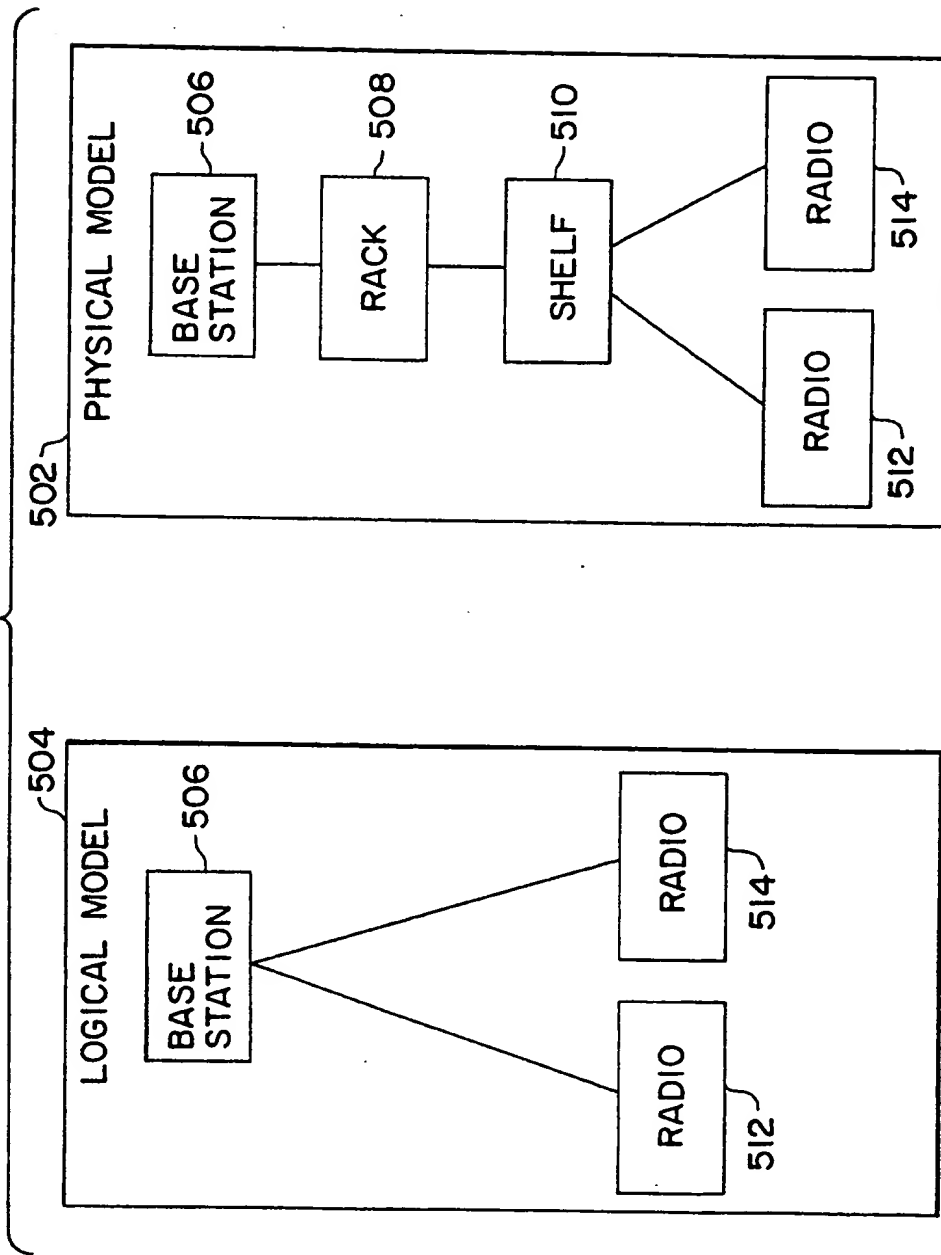 504
LOGICAL MODEL
BASE
STATION
506
RADIO
512
RADIO
514
502
PHYSICAL MODEL
BASE
STATION
506
RACK
508
SHELF
510
RADIO
512
RADIO
514